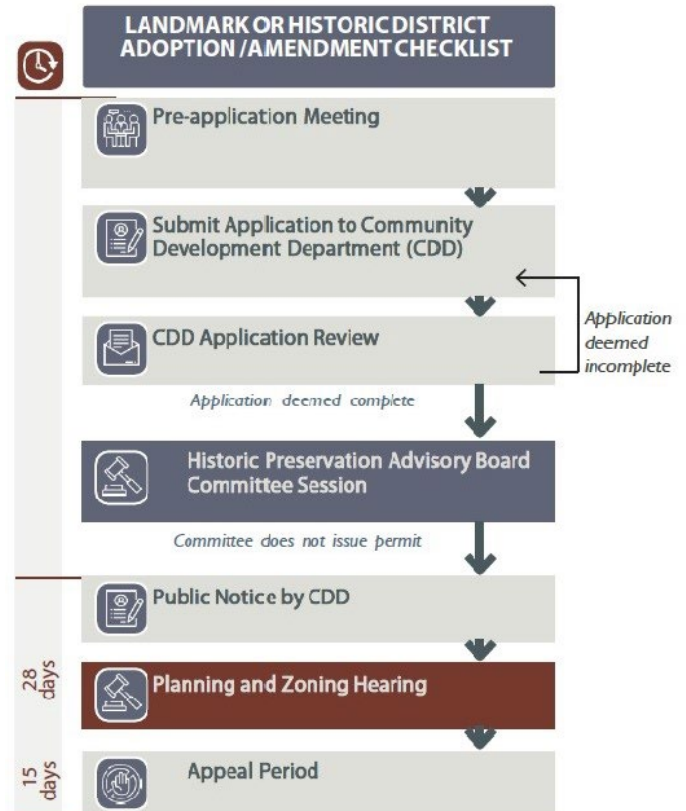 LANDMARK OR HISTORIC DISTRICT
ADOPTION / AMENDMENT CHECKLIST
Pre-application Meeting
Submit Application to Community
Development Department (CDD)
Application
deemed
incomplete
CDD Application Review
Application deemed complete
Historic Preservation Advisory Board
Committee Session
Committee does not issue permit
Public Notice by CDD
28
days
Planning and Zoning Hearing
15
days
Appeal Period